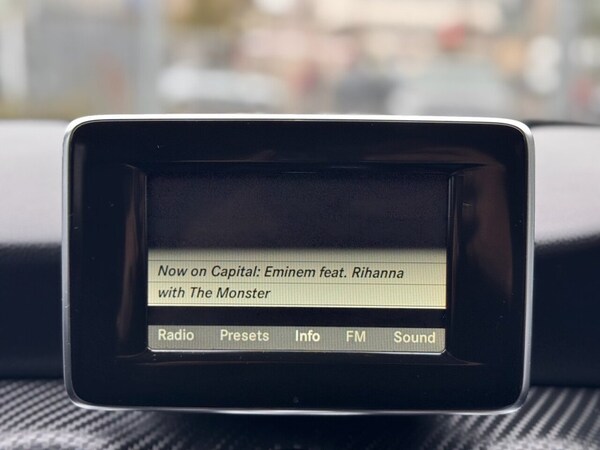 Now on Capital: Eminem feat. Rihanna
with The Monster
Radio Presets Info FM Sound